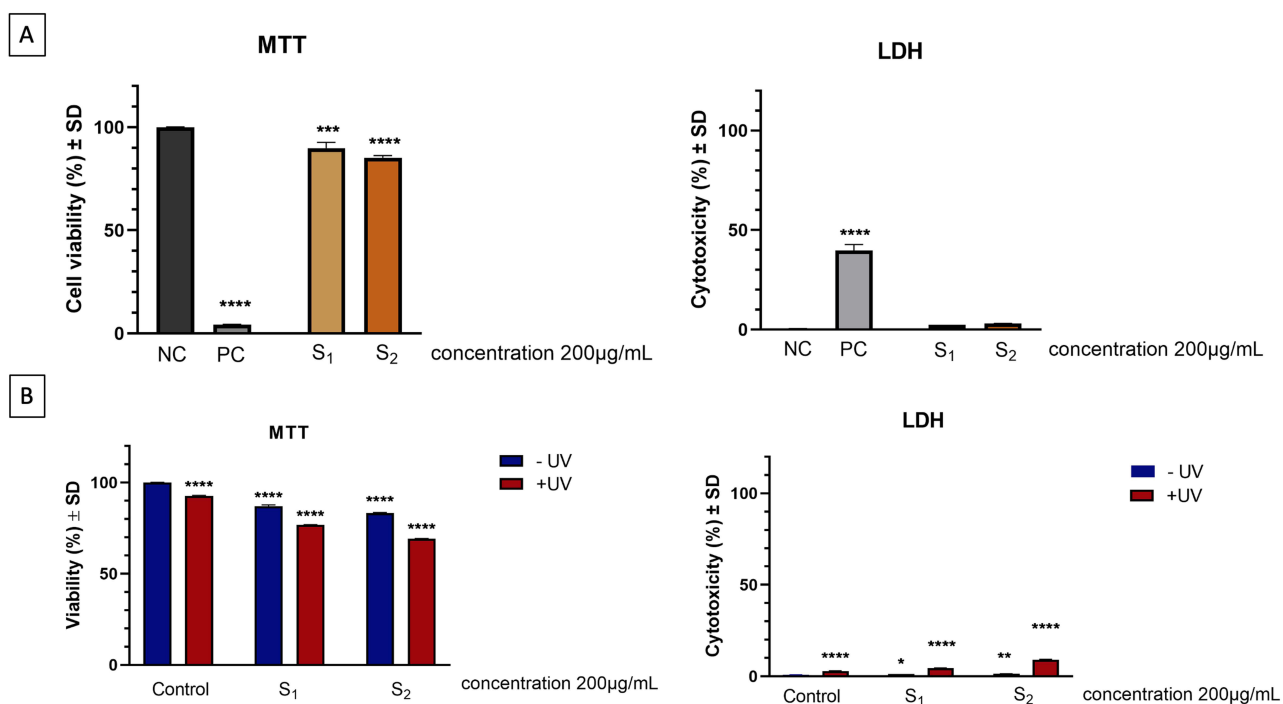 A
MTT
Cell viability (%) ± SD
100
50
0
***
****
****
NC PC S₁ S₂ concentration 200µg/mL
LDH
Cytotoxicity (%) ± SD
100
50
0
****
NC PC S₁ S₂ concentration 200µg/mL
B
MTT
Viability (%) ± SD
100
50
0
**** **** **** **** ****
- UV
+UV
Control S₁ S₂ concentration 200µg/mL
LDH
Cytotoxicity (%) ± SD
100
50
0
**** * **** ** ****
- UV
+UV
Control S₁ S₂ concentration 200µg/mL